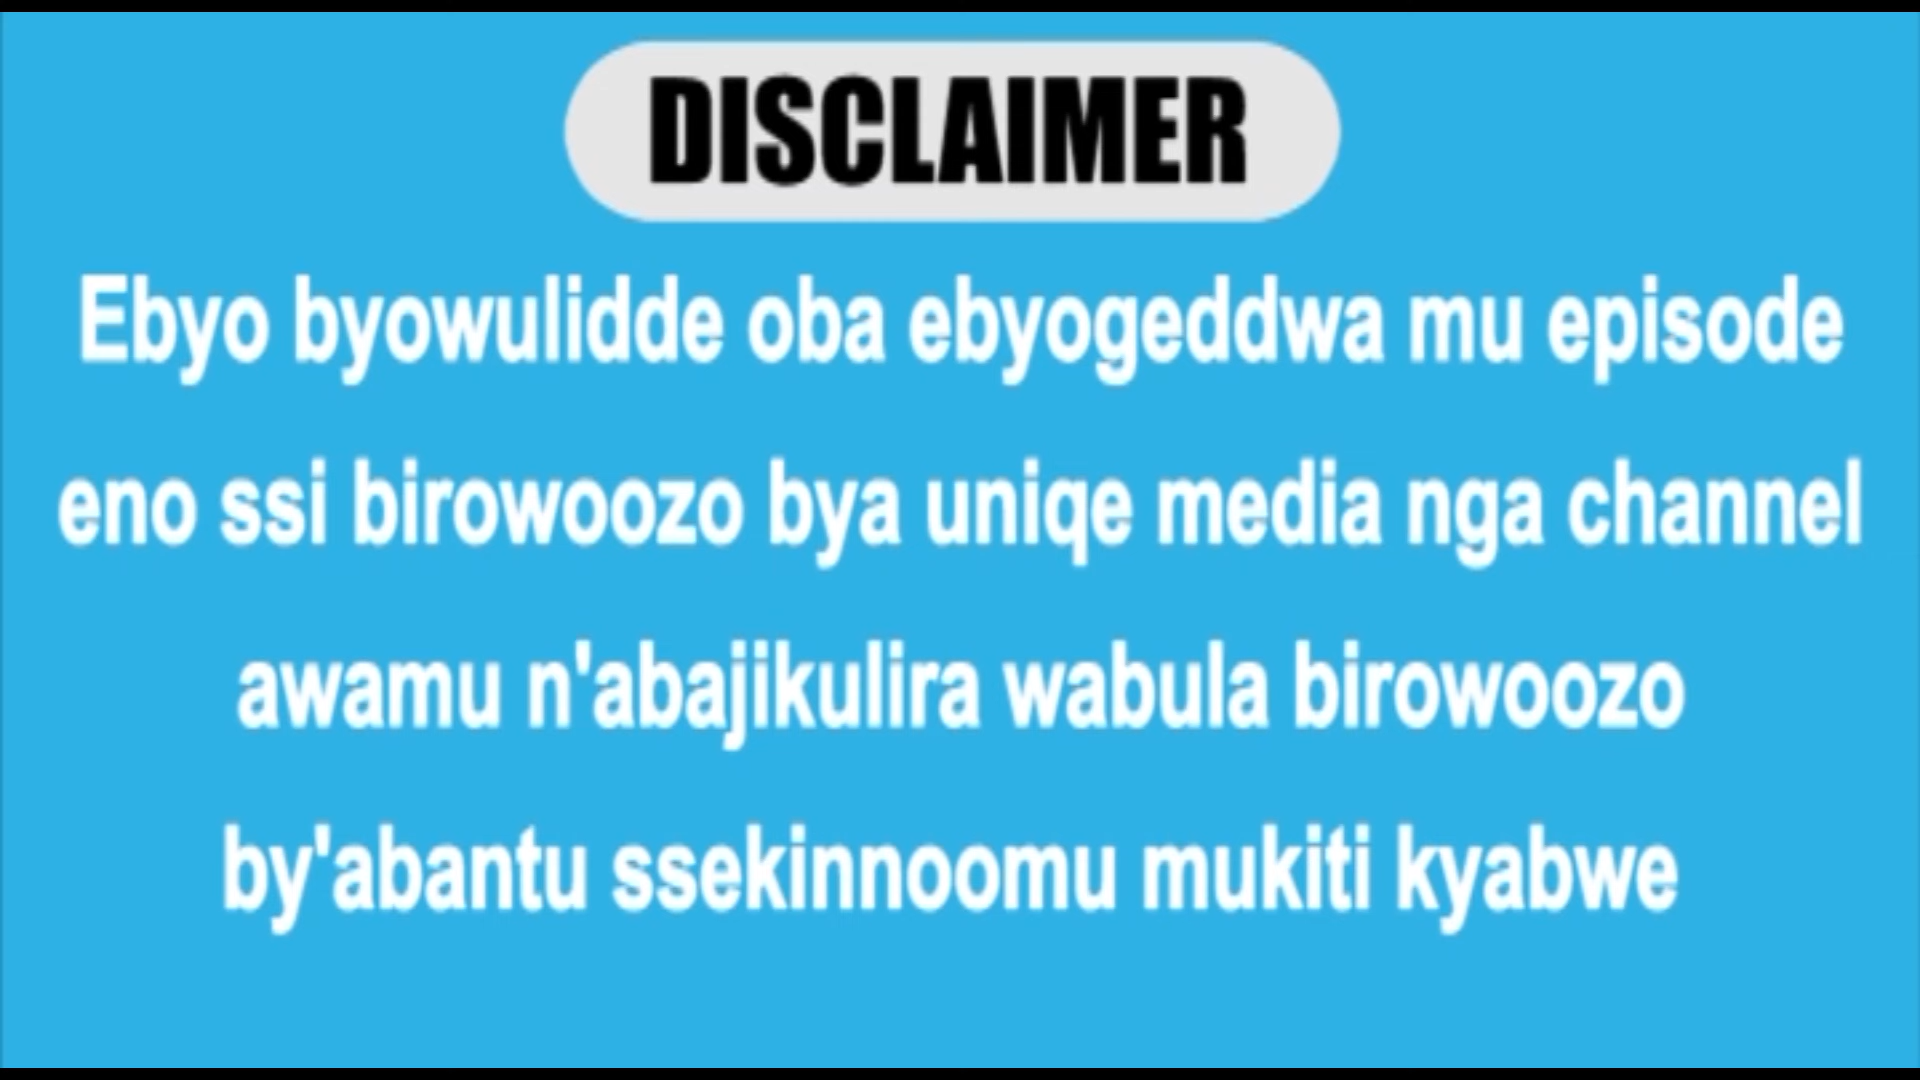 DISCLAIMER
Ebyo byowulidde oba ebyogeddwa mu episode
eno ssi birowoozo bya uniqe media nga channel
awamu n'abajikulira wabula birowoozo
by'abantu ssekinnoomu mukiti kyabwe